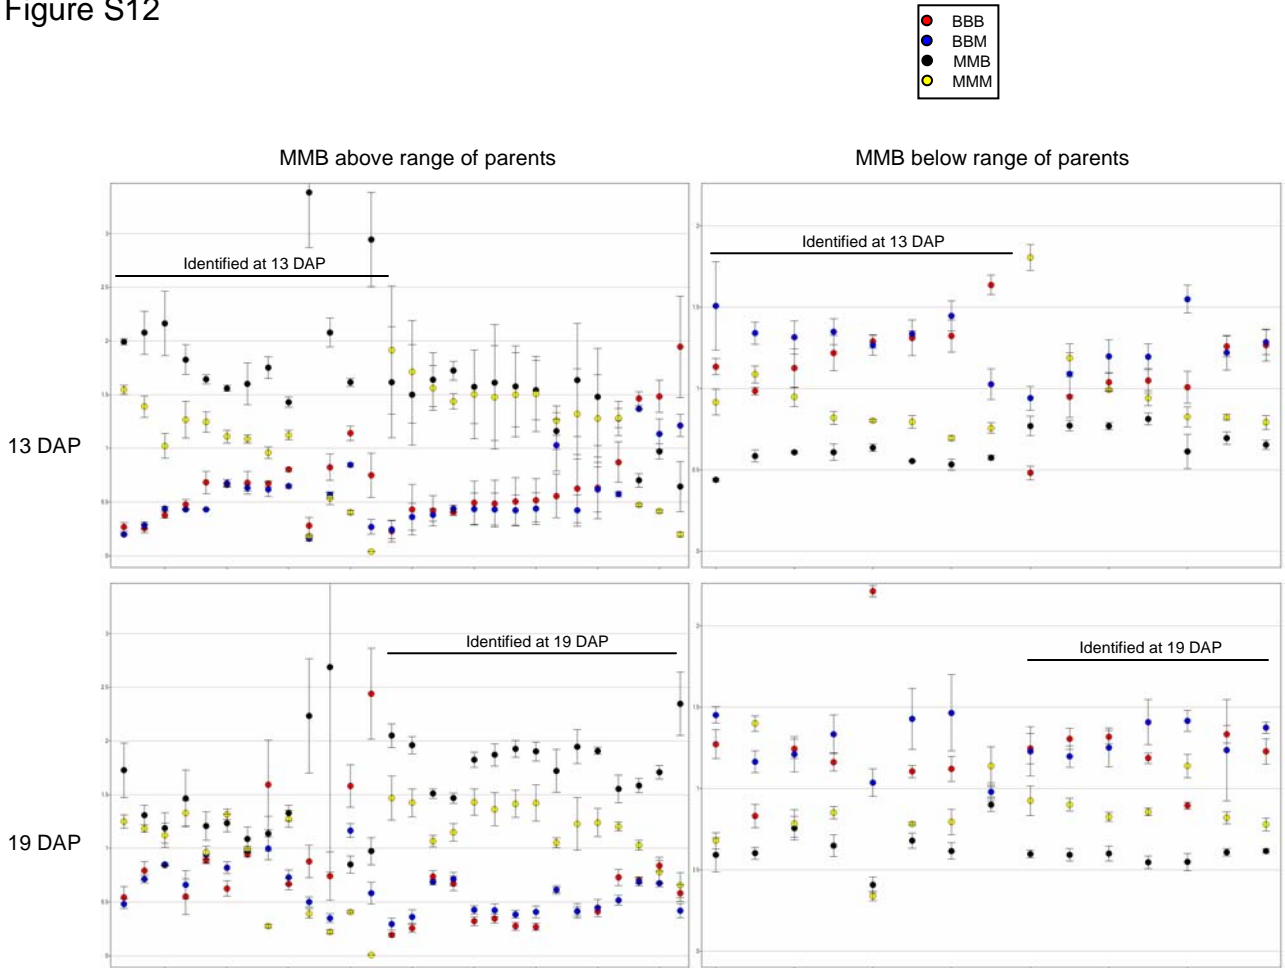 Figure S12
BBB
BBM
MMB
MMM
MMB above range of parents
MMB below range of parents
13 DAP
Identified at 13 DAP
Identified at 13 DAP
19 DAP
Identified at 19 DAP
Identified at 19 DAP